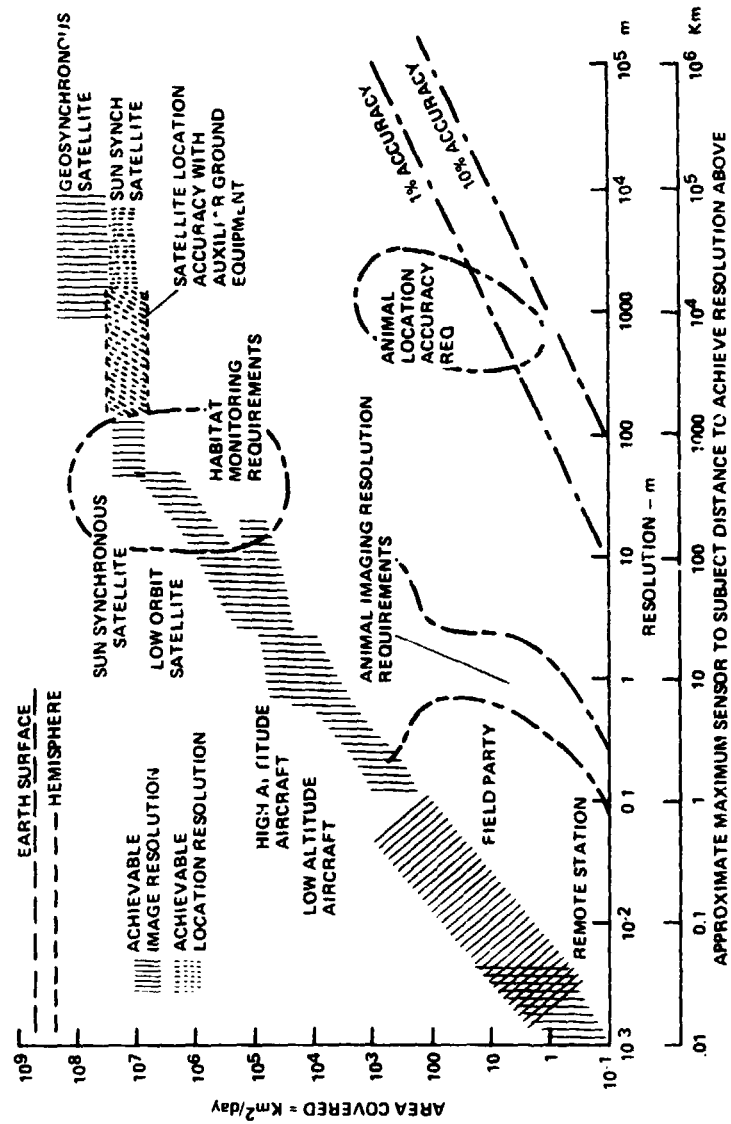 EARTH SURFACE
HEMISPHERE
ACHIEVABLE
IMAGE RESOLUTION
ACHIEVABLE
LOCATION RESOLUTION
SUN SYNCHRONOUS
SATELLITE
LOW ORBIT
SATELLITE
HABITAT
MONITORING
REQUIREMENTS
GEOSYNCHRONOUS
SATELLITE
SUN SYNCH
SATELLITE
SATELLITE LOCATION
ACCURACY WITH
GROUND
EQUIPMENT
AIRCRAFT
LOW ALTITUDE
AIRCRAFT
FIELD PARTY
REMOTE STATION
ANIMAL IMAGING RESOLUTION
REQUIREMENTS
ANIMAL
LOCATION
ACCURACY
REQ
1% ACCURACY
10% ACCURACY
AREA COVERED = Km²/day
10⁹
10⁸
10⁷
10⁶
10⁵
10⁴
10³
100
10
1
10⁻¹
10⁻² 0 1 1 10 100 1000 10⁴ 10⁵ m
RESOLUTION – m
.01 0.1 1 10 100 1000 10⁴ 10⁵ 10⁶ Km
APPROXIMATE MAXIMUM SENSOR TO SUBJECT DISTANCE TO ACHIEVE RESOLUTION ABOVE